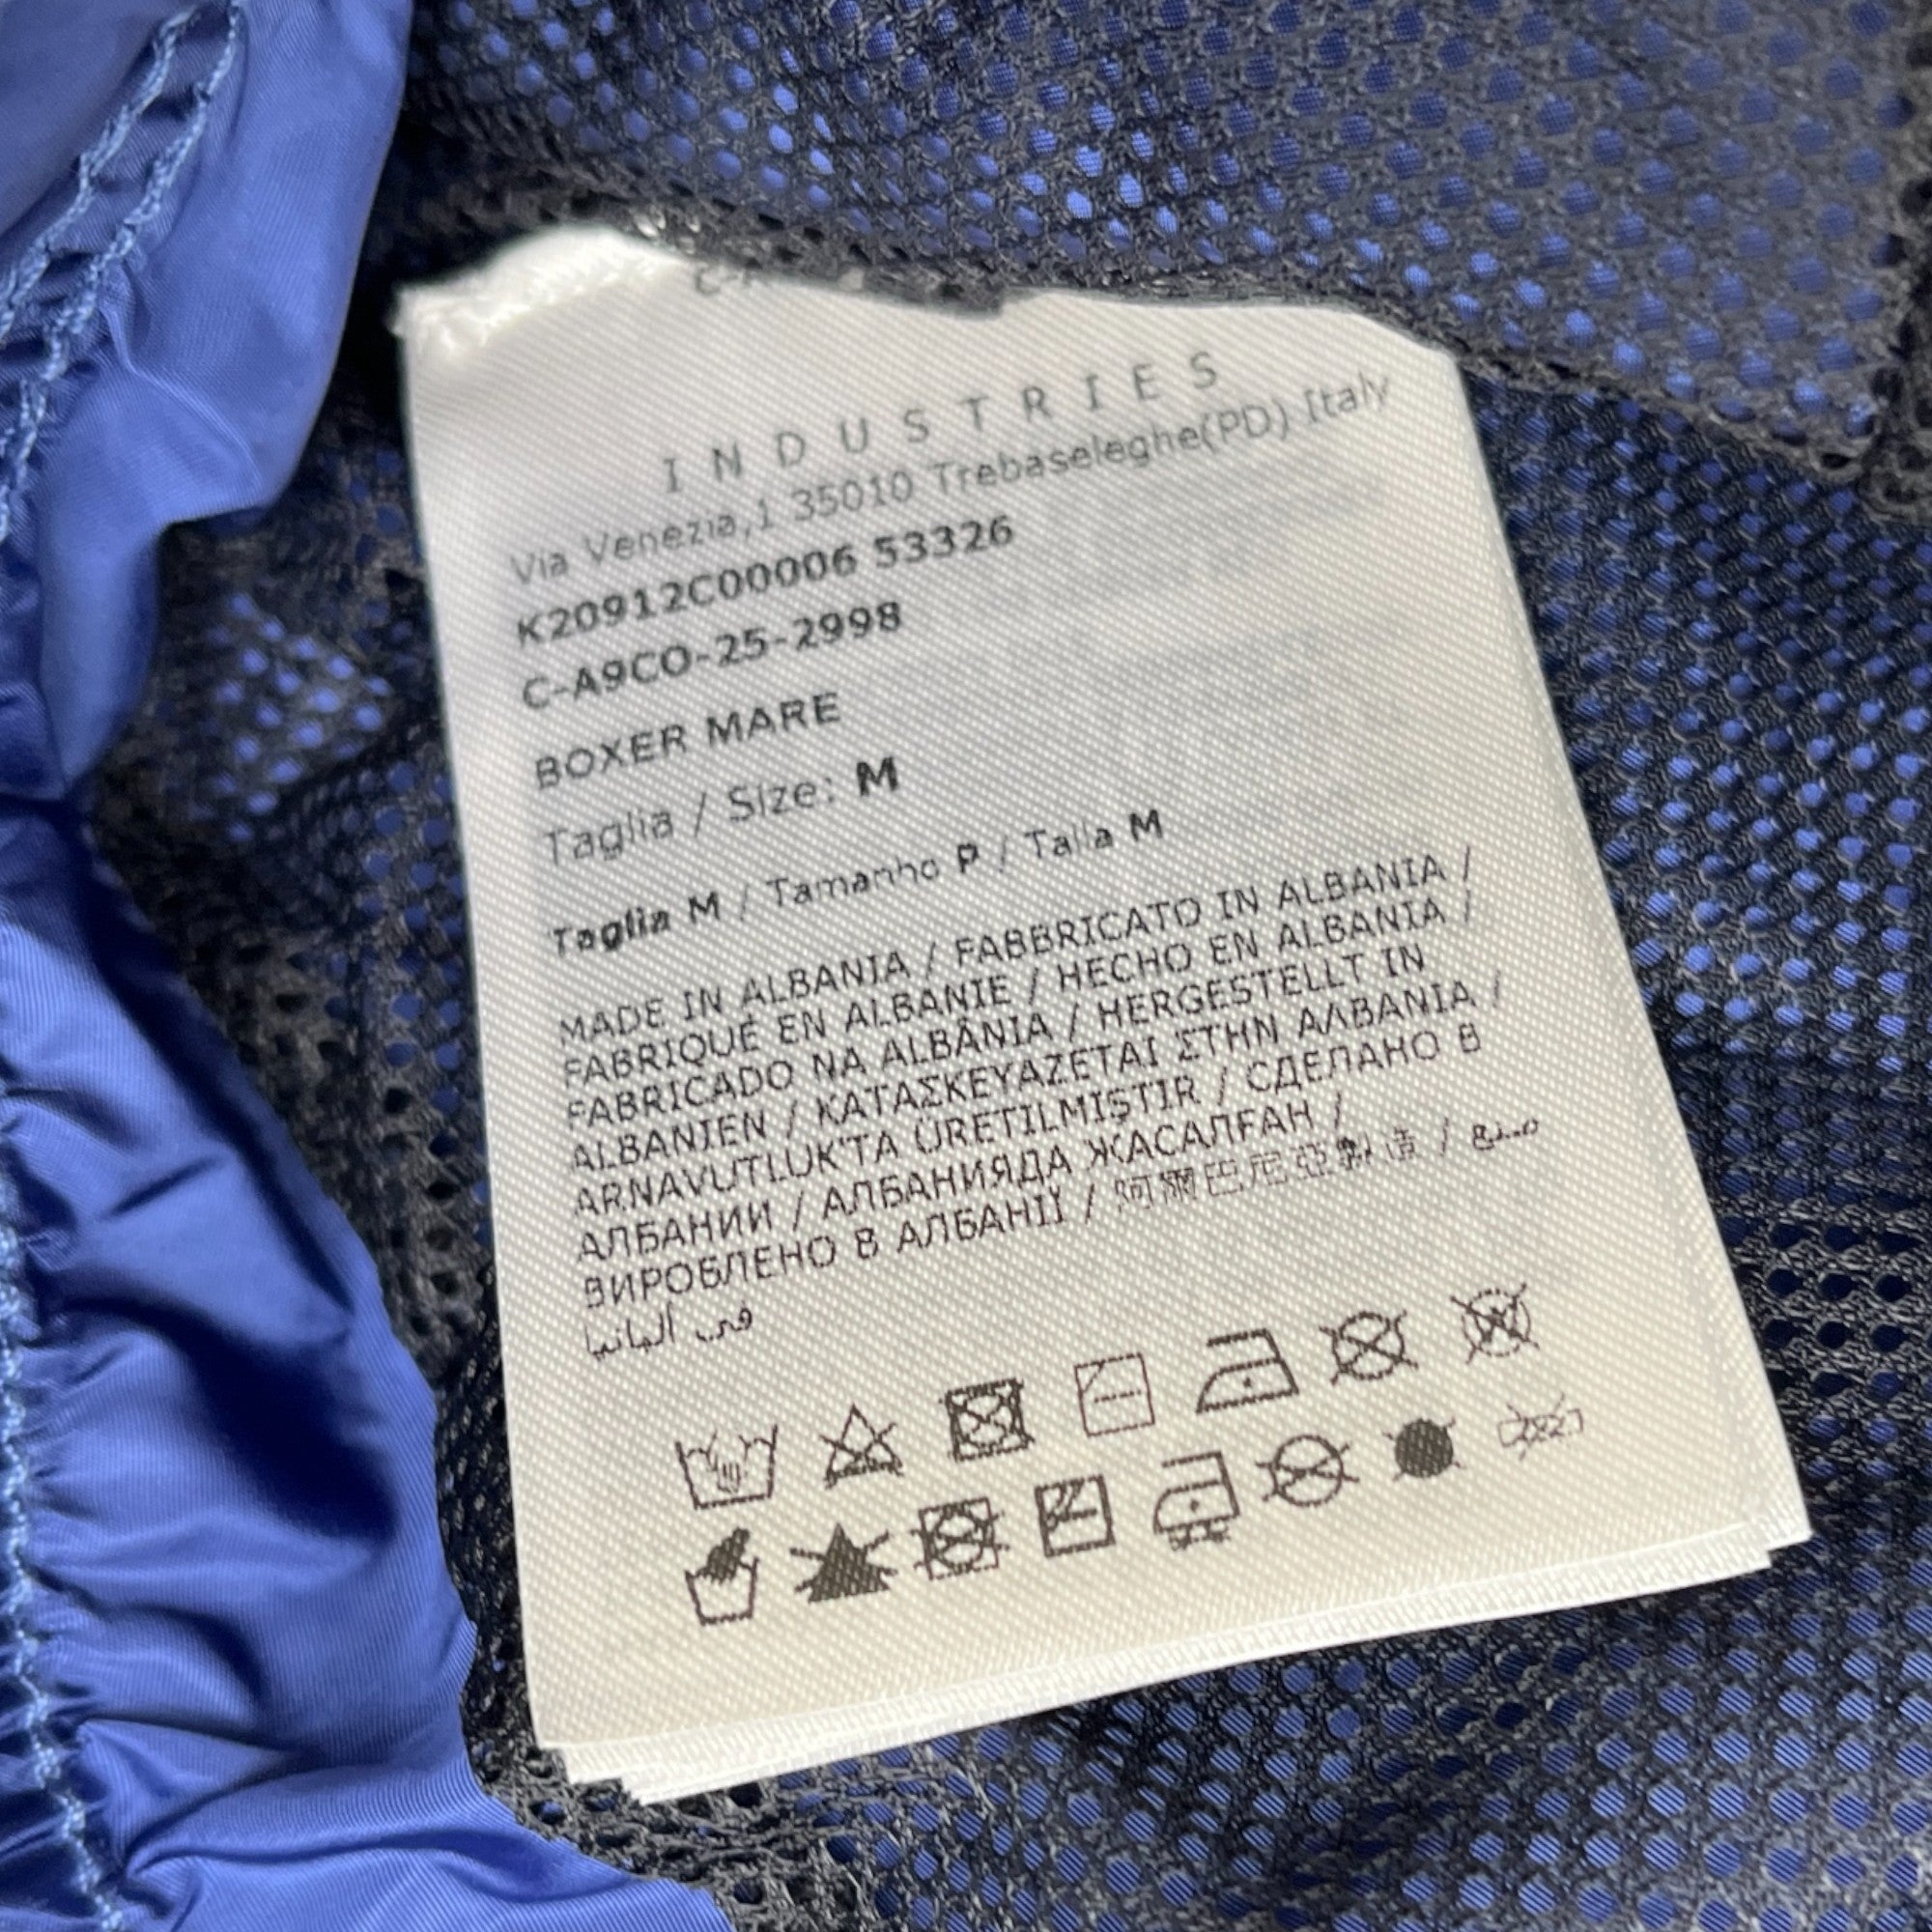 INDUSTRIES
Via Venezia,1 35010 Trebaseleghe(PD) Italy
K20912C00006 53326
C-A9CO-25-2998
BOXER MARE
Taglia / Size: M
Taglia M / Tamanho P / Talla M
MADE IN ALBANIA / FABBRICATO IN ALBANIA /
FABRIQUÉ EN ALBANIE / HECHO EN ALBANIA /
FABRICADO NA ALBÂNIA / HERGESTELLT IN
ALBANIEN / ΚΑΤΑΣΚΕΥΑΖΕΤΑΙ ΣΤΗΝ ΑΛΒΑΝΙΑ /
ARNAVUTLUK'TA ÜRETILMIŞTIR / СДЕЛАНО В
АЛБАНИИ / АЛБАНИЯДА ЖАСАЛҒАН /
ВИРОБЛЕНО В АЛБАНІЇ / 阿爾巴尼亞製造 / صنع
في ألبانيا